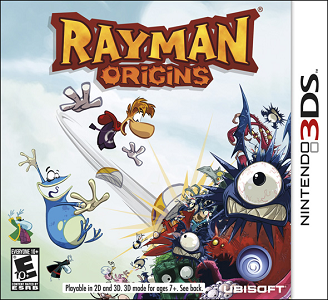 RAYMAN
ORIGINS
NINTENDO 3DS
EVERYONE 10+
10+
ESRB
Playable in 2D and 3D. 3D mode for ages 7+. See back.
UBISOFT